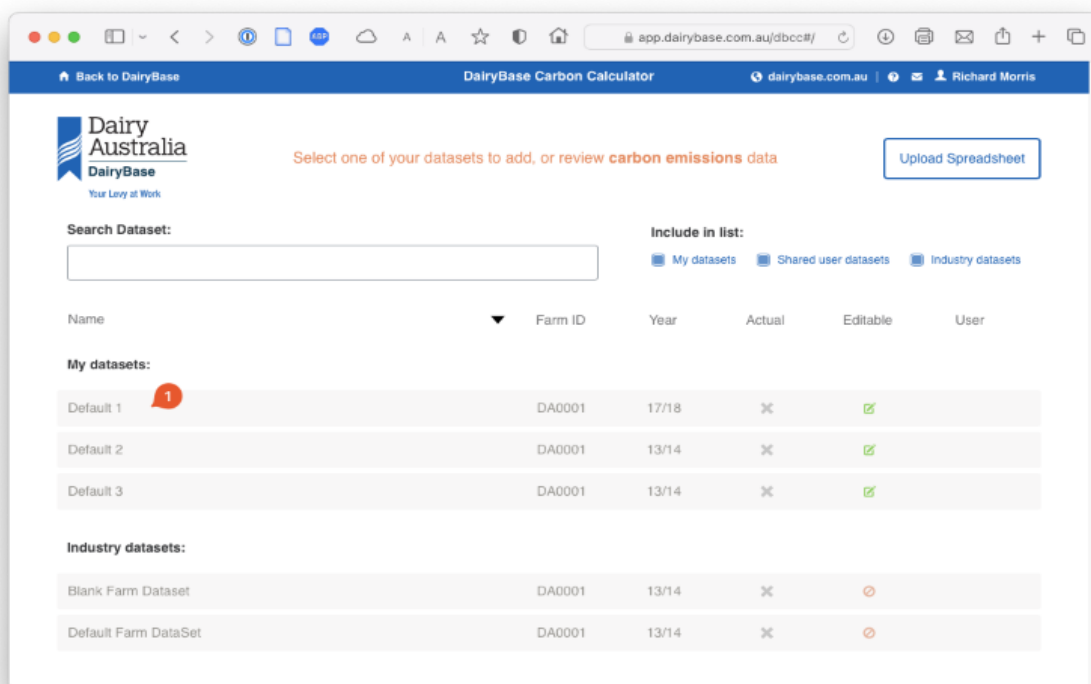 ABP A A app.dairybase.com.au/dbcc#/
Back to DairyBase DairyBase Carbon Calculator dairybase.com.au | Richard Morris
Dairy
Australia
DairyBase
Your Levy at Work
Select one of your datasets to add, or review carbon emissions data
Upload Spreadsheet
Search Dataset:
Include in list:
My datasets Shared user datasets Industry datasets
Name Farm ID Year Actual Editable User
My datasets:
Default 1 1 DA0001 17/18
Default 2 DA0001 13/14
Default 3 DA0001 13/14
Industry datasets:
Blank Farm Dataset DA0001 13/14
Default Farm DataSet DA0001 13/14